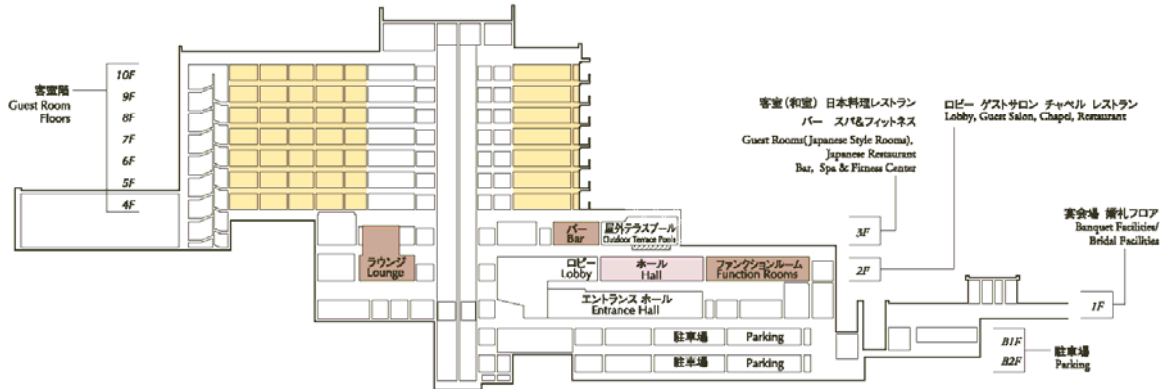 10F
9F
8F
7F
6F
5F
4F
客室階
Guest Room
Floors
客室(和室) 日本料理レストラン
バー スパ&フィットネス
Guest Rooms(Japanese Style Rooms),
Japanese Restaurant
Bar, Spa & Fitness Center
ロビー ゲストサロン チャペル レストラン
Lobby, Guest Salon, Chapel, Restaurant
宴会場 婚礼フロア
Banquet Facilities/
Bridal Facilities
3F
2F
1F
B1F
B2F
駐車場
Parking
バー
Bar
屋外テラスプール
Outdoor Terrace Pools
ラウンジ
Lounge
ロビー
Lobby
ホール
Hall
ファンクションルーム
Function Rooms
エントランス ホール
Entrance Hall
駐車場 Parking
駐車場 Parking